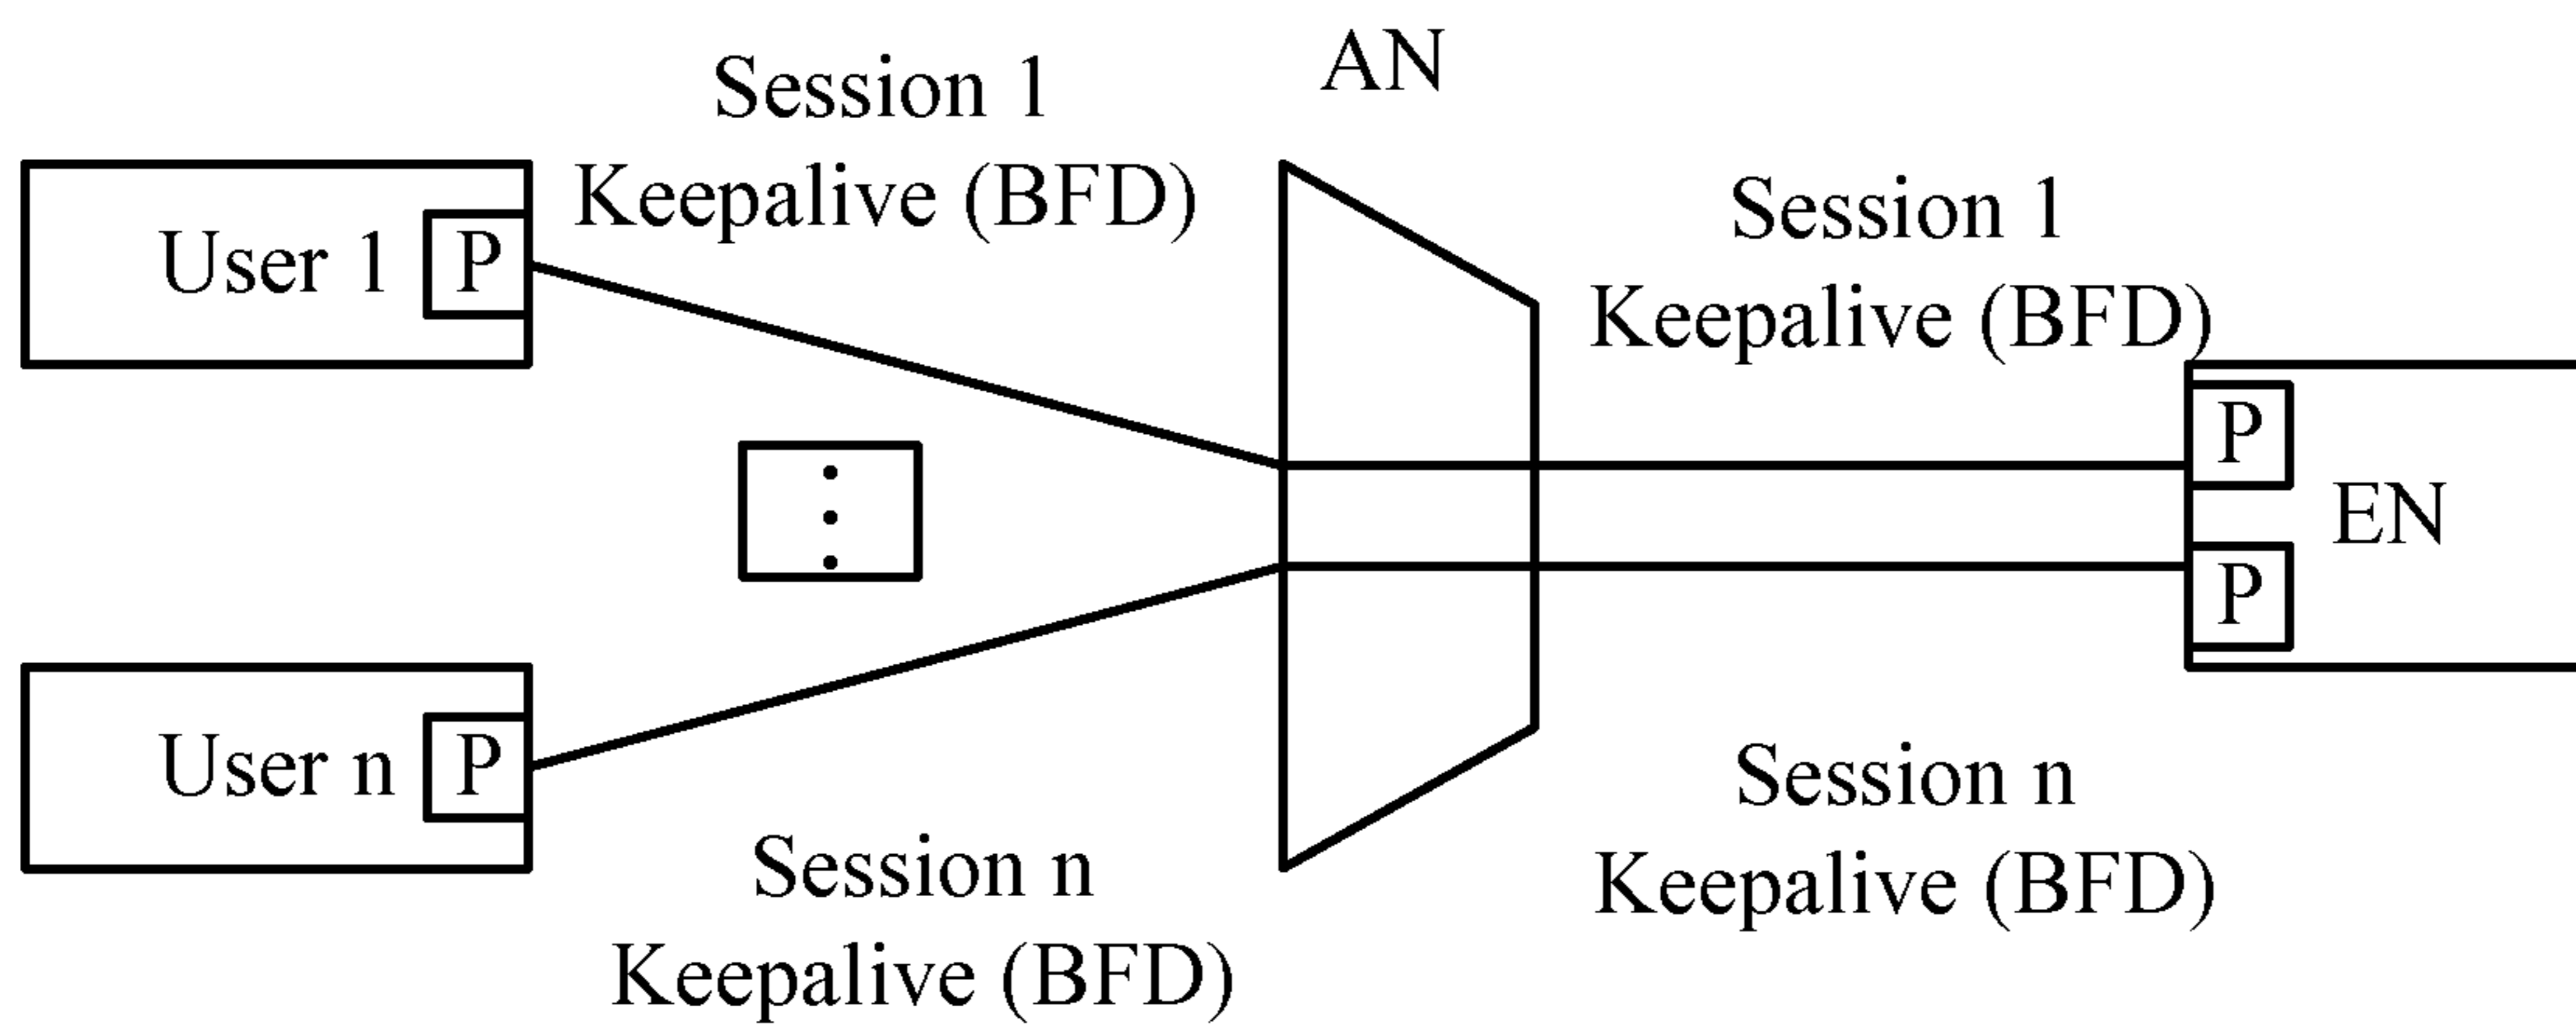 AN
Session 1
Keepalive (BFD)
Session 1
Keepalive (BFD)
User 1
P
P
EN
P
User n
P
Session n
Keepalive (BFD)
Session n
Keepalive (BFD)